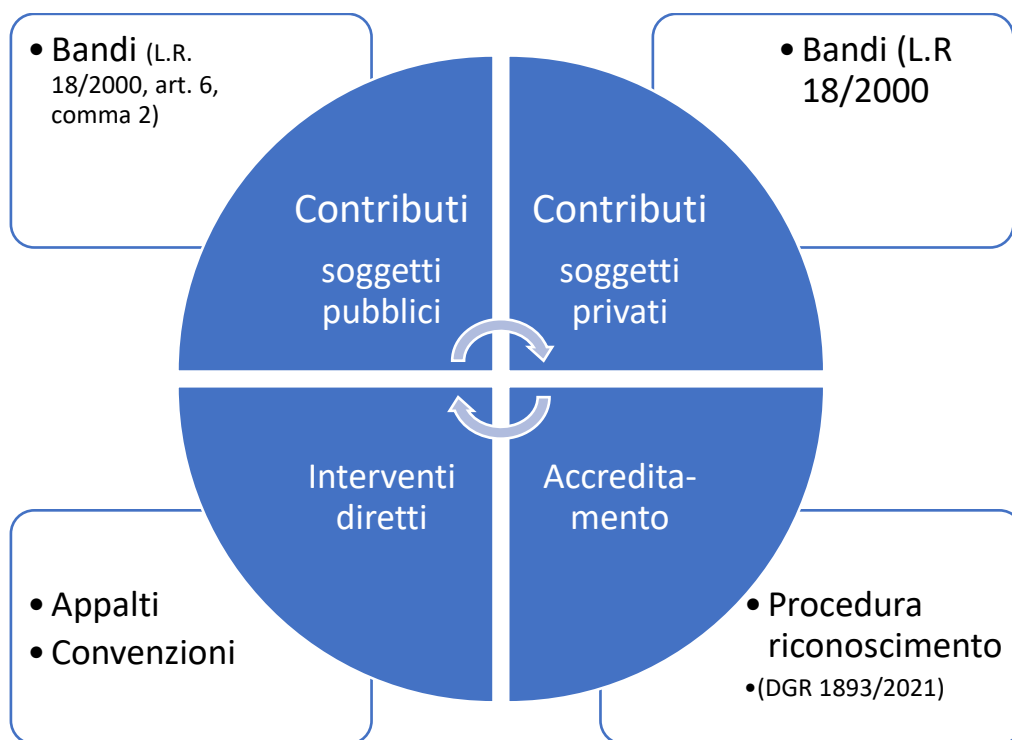 • Bandi (L.R.
18/2000, art. 6,
comma 2)
• Bandi (L.R
18/2000
Contributi
soggetti
pubblici
Contributi
soggetti
privati
Interventi
diretti
Accredita-
mento
• Appalti
• Convenzioni
• Procedura
riconoscimento
•(DGR 1893/2021)